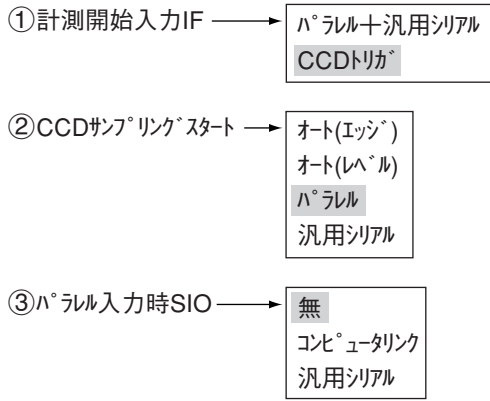 ①計測開始入力IF
ﾊﾟﾗﾚﾙ＋汎用ｼﾘｱﾙ
CCDﾄﾘｶﾞ
②CCDｻﾝﾌﾟﾘﾝｸﾞｽﾀｰﾄ
ｵｰﾄ(ｴｯｼﾞ)
ｵｰﾄ(ﾚﾍﾞﾙ)
ﾊﾟﾗﾚﾙ
汎用ｼﾘｱﾙ
③ﾊﾟﾗﾚﾙ入力時SIO
無
ｺﾝﾋﾟｭｰﾀﾘﾝｸ
汎用ｼﾘｱﾙ